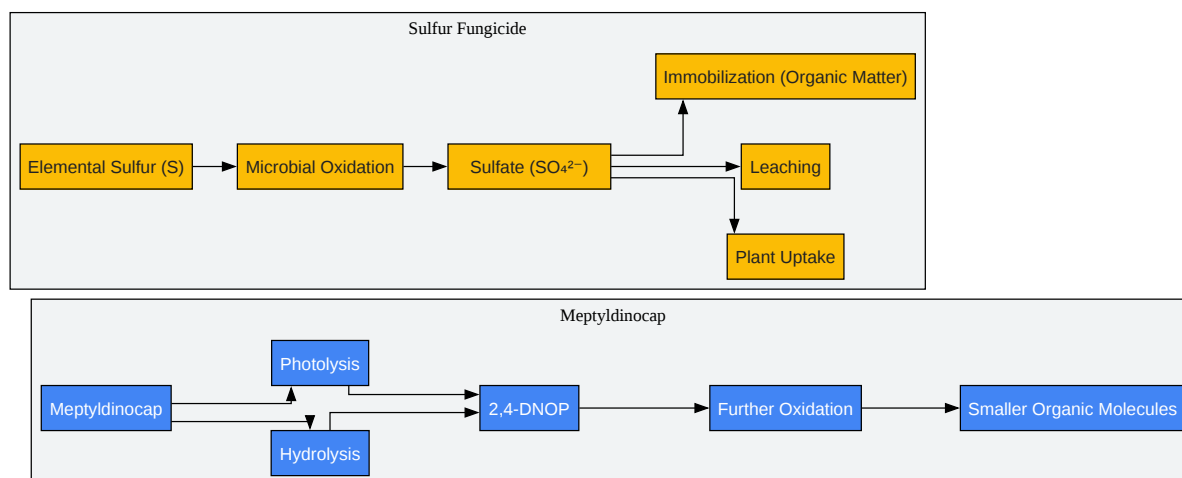 Sulfur Fungicide
Immobilization (Organic Matter)
Elemental Sulfur (S)
Microbial Oxidation
Sulfate (SO₄²⁻)
Leaching
Plant Uptake
Meptyldinocap
Photolysis
Meptyldinocap
2,4-DNOP
Further Oxidation
Smaller Organic Molecules
Hydrolysis